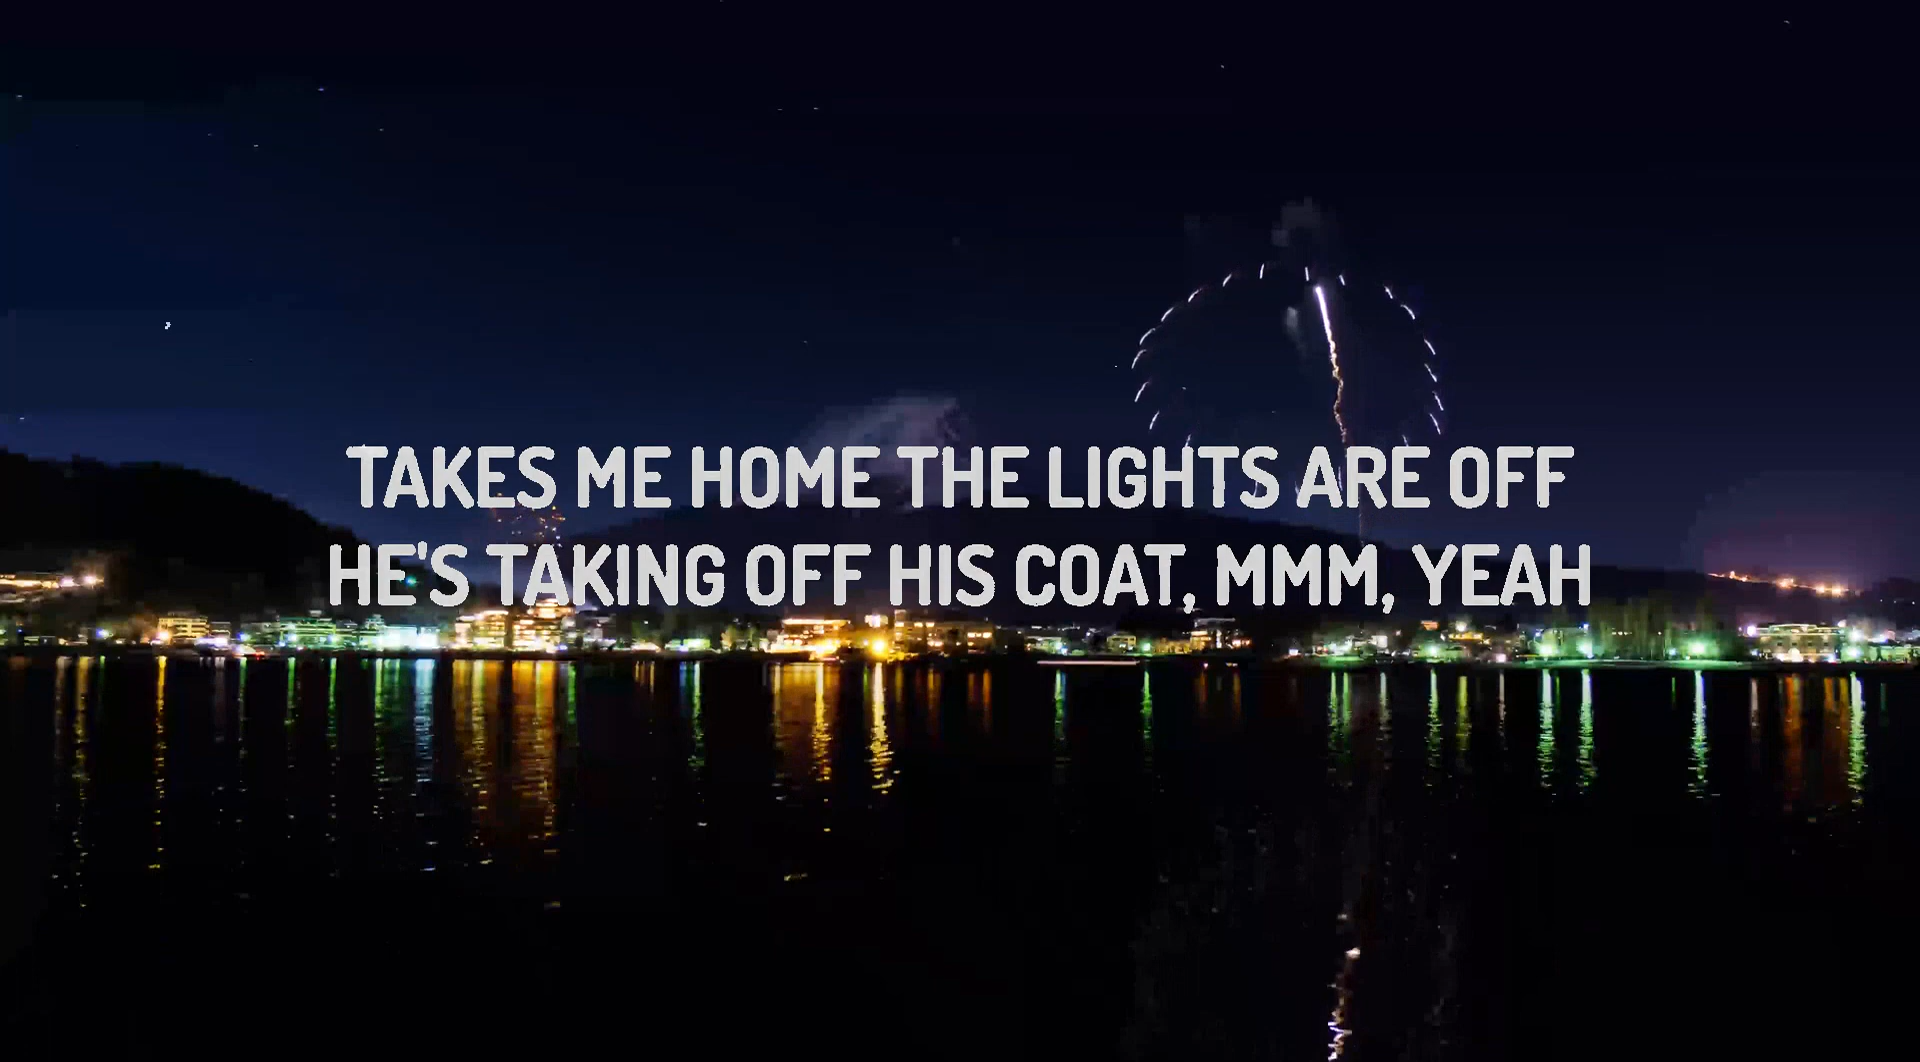 TAKES ME HOME THE LIGHTS ARE OFF
HE'S TAKING OFF HIS COAT, MMM, YEAH